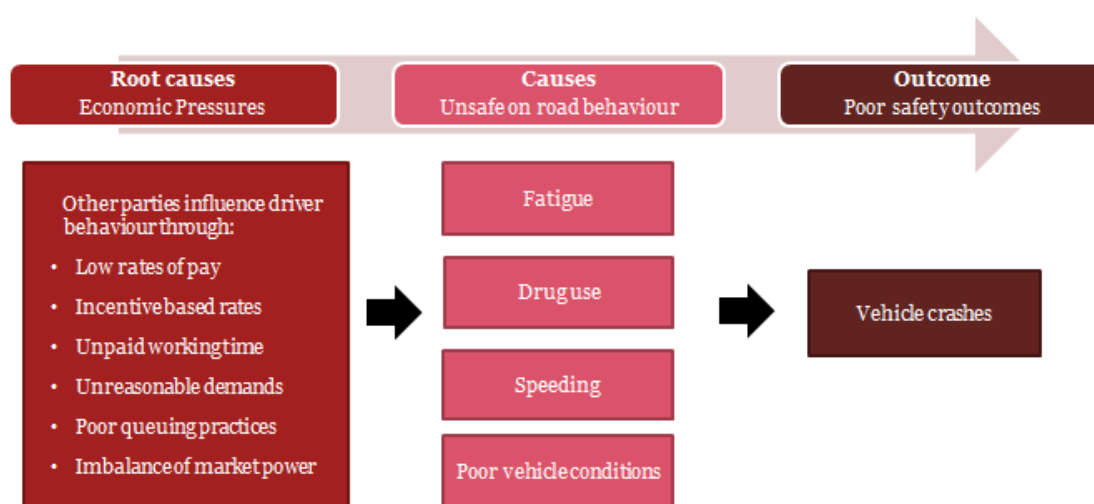 Root causes
Economic Pressures
Causes
Unsafe on road behaviour
Outcome
Poor safety outcomes
Other parties influence driver
behaviour through:
• Low rates of pay
• Incentive based rates
• Unpaid working time
• Unreasonable demands
• Poor queuing practices
• Imbalance of market power
Fatigue
Drug use
Speeding
Poor vehicle conditions
Vehicle crashes